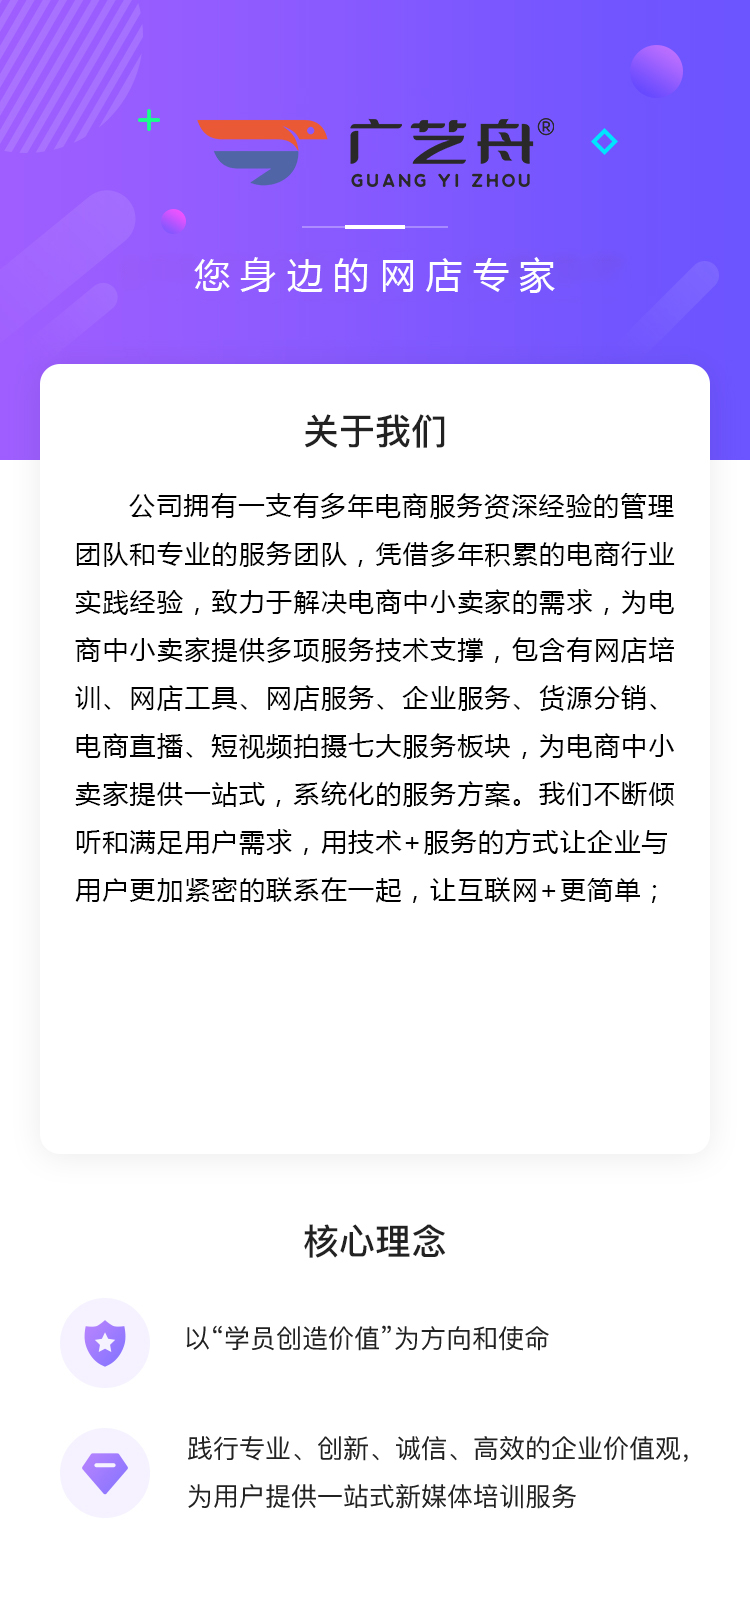 广艺舟®
GUANG YI ZHOU
您身边的网店专家
关于我们
公司拥有一支有多年电商服务资深经验的管理
团队和专业的服务团队，凭借多年积累的电商行业
实践经验，致力于解决电商中小卖家的需求，为电
商中小卖家提供多项服务技术支撑，包含有网店培
训、网店工具、网店服务、企业服务、货源分销、
电商直播、短视频拍摄七大服务板块，为电商中小
卖家提供一站式，系统化的服务方案。我们不断倾
听和满足用户需求，用技术+服务的方式让企业与
用户更加紧密的联系在一起，让互联网+更简单；
核心理念
以“学员创造价值”为方向和使命
践行专业、创新、诚信、高效的企业价值观,
为用户提供一站式新媒体培训服务